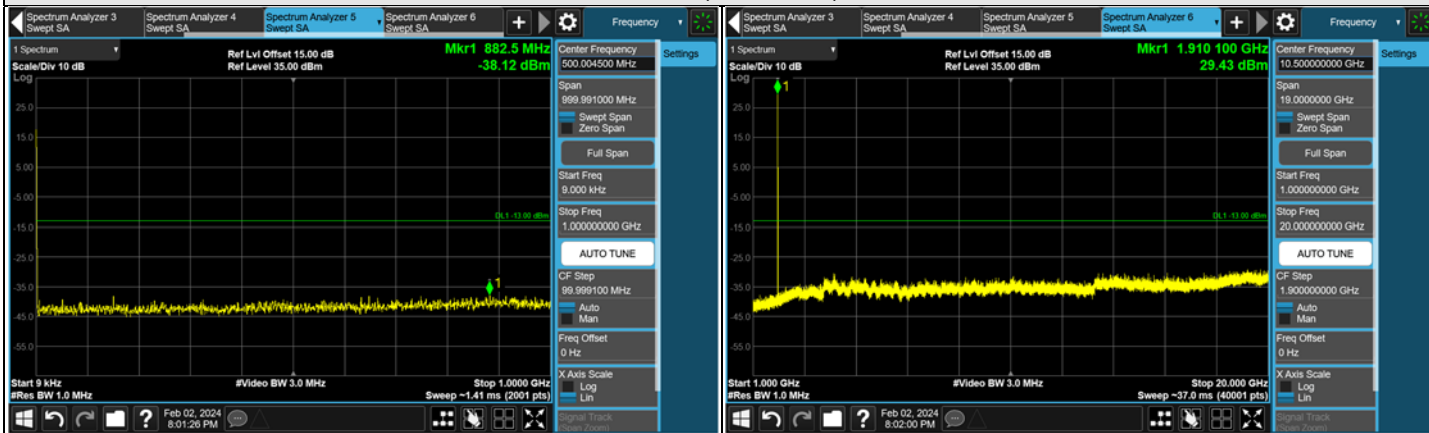 Spectrum Analyzer 3
Swept SA
Spectrum Analyzer 4
Swept SA
Spectrum Analyzer 5
Swept SA
Spectrum Analyzer 6
Swept SA
Frequency
1 Spectrum
Scale/Div 10 dB
Log
Ref Lvl Offset 15.00 dB
Ref Level 35.00 dBm
Mkr1 882.5 MHz
-38.12 dBm
25.0
15.0
5.00
-5.00
-15.0
-25.0
-35.0
-45.0
-55.0
DL1 -13.00 dBm
1
Start 9 kHz
#Res BW 1.0 MHz
#Video BW 3.0 MHz
Stop 1.0000 GHz
Sweep ~1.41 ms (2001 pts)
Center Frequency
500.004500 MHz
Settings
Span
999.991000 MHz
Swept Span
Zero Span
Full Span
Start Freq
9.000 kHz
Stop Freq
1.000000000 GHz
AUTO TUNE
CF Step
99.999100 MHz
Auto
Man
Freq Offset
0 Hz
X Axis Scale
Log
Lin
Signal Track
(Span Zoom)
?
Feb 02, 2024
8:01:26 PM
Spectrum Analyzer 3
Swept SA
Spectrum Analyzer 4
Swept SA
Spectrum Analyzer 5
Swept SA
Spectrum Analyzer 6
Swept SA
Frequency
1 Spectrum
Scale/Div 10 dB
Log
Ref Lvl Offset 15.00 dB
Ref Level 35.00 dBm
Mkr1 1.910 100 GHz
29.43 dBm
1
25.0
15.0
5.00
-5.00
-15.0
-25.0
-35.0
-45.0
-55.0
DL1 -13.00 dBm
Start 1.000 GHz
#Res BW 1.0 MHz
#Video BW 3.0 MHz
Stop 20.000 GHz
Sweep ~37.0 ms (40001 pts)
Center Frequency
10.500000000 GHz
Settings
Span
19.0000000 GHz
Swept Span
Zero Span
Full Span
Start Freq
1.000000000 GHz
Stop Freq
20.000000000 GHz
AUTO TUNE
CF Step
1.900000000 GHz
Auto
Man
Freq Offset
0 Hz
X Axis Scale
Log
Lin
Signal Track
(Span Zoom)
?
Feb 02, 2024
8:02:00 PM